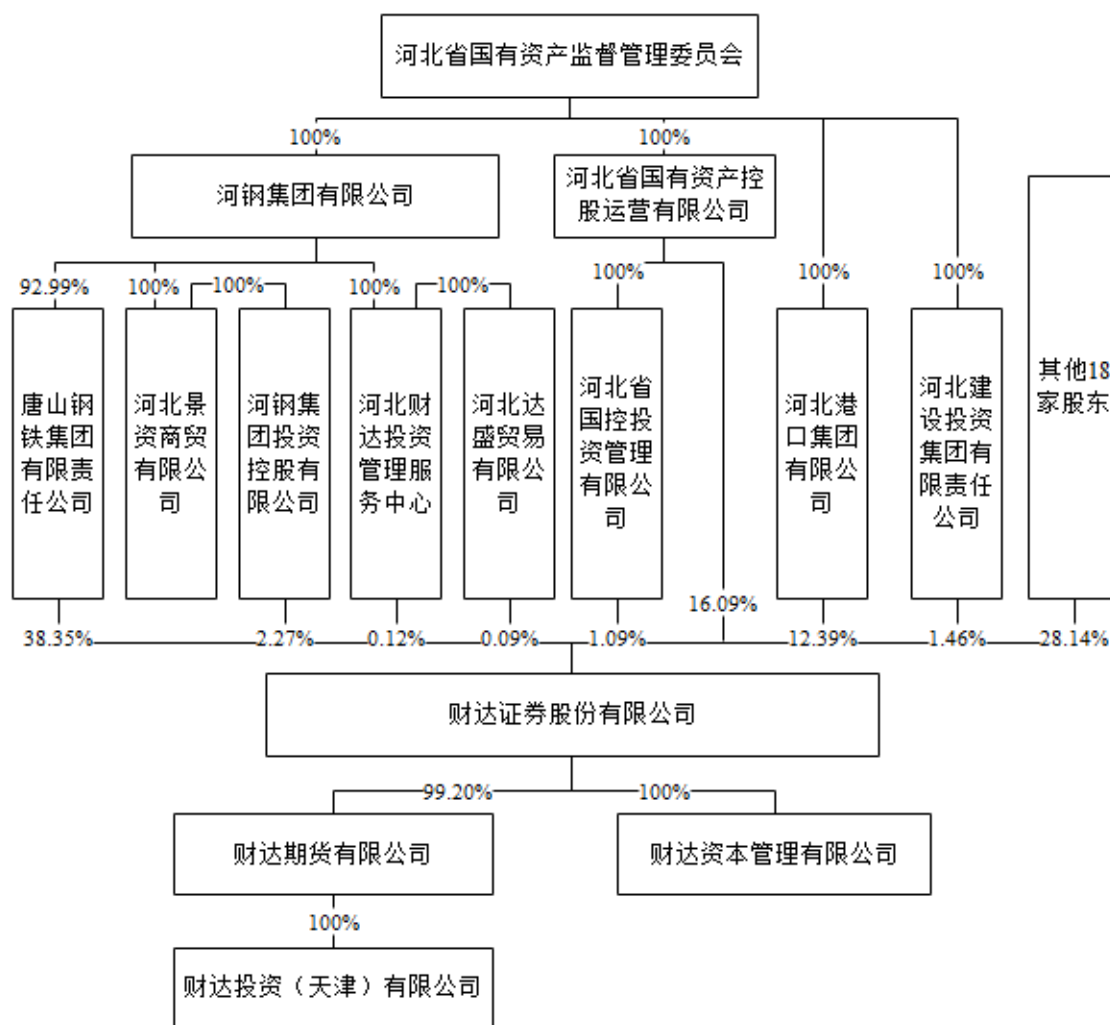 河北省国有资产监督管理委员会
100%
100%
河钢集团有限公司
河北省国有资产控
股运营有限公司
92.99%
100%
100%
100%
100%
100%
100%
100%
唐山钢
铁集团
有限责
任公司
河北景
资商贸
有限公
司
河钢集
团投资
控股有
限公司
河北财
达投资
管理服
务中心
河北达
盛贸易
有限公
司
河北省
国控投
资管理
有限公
司
河北港
口集团
有限公
司
河北建
设投资
集团有
限责任
公司
其他18
家股东
16.09%
38.35%
2.27%
0.12%
0.09%
1.09%
12.39%
1.46%
28.14%
财达证券股份有限公司
99.20%
100%
财达期货有限公司
财达资本管理有限公司
100%
财达投资（天津）有限公司